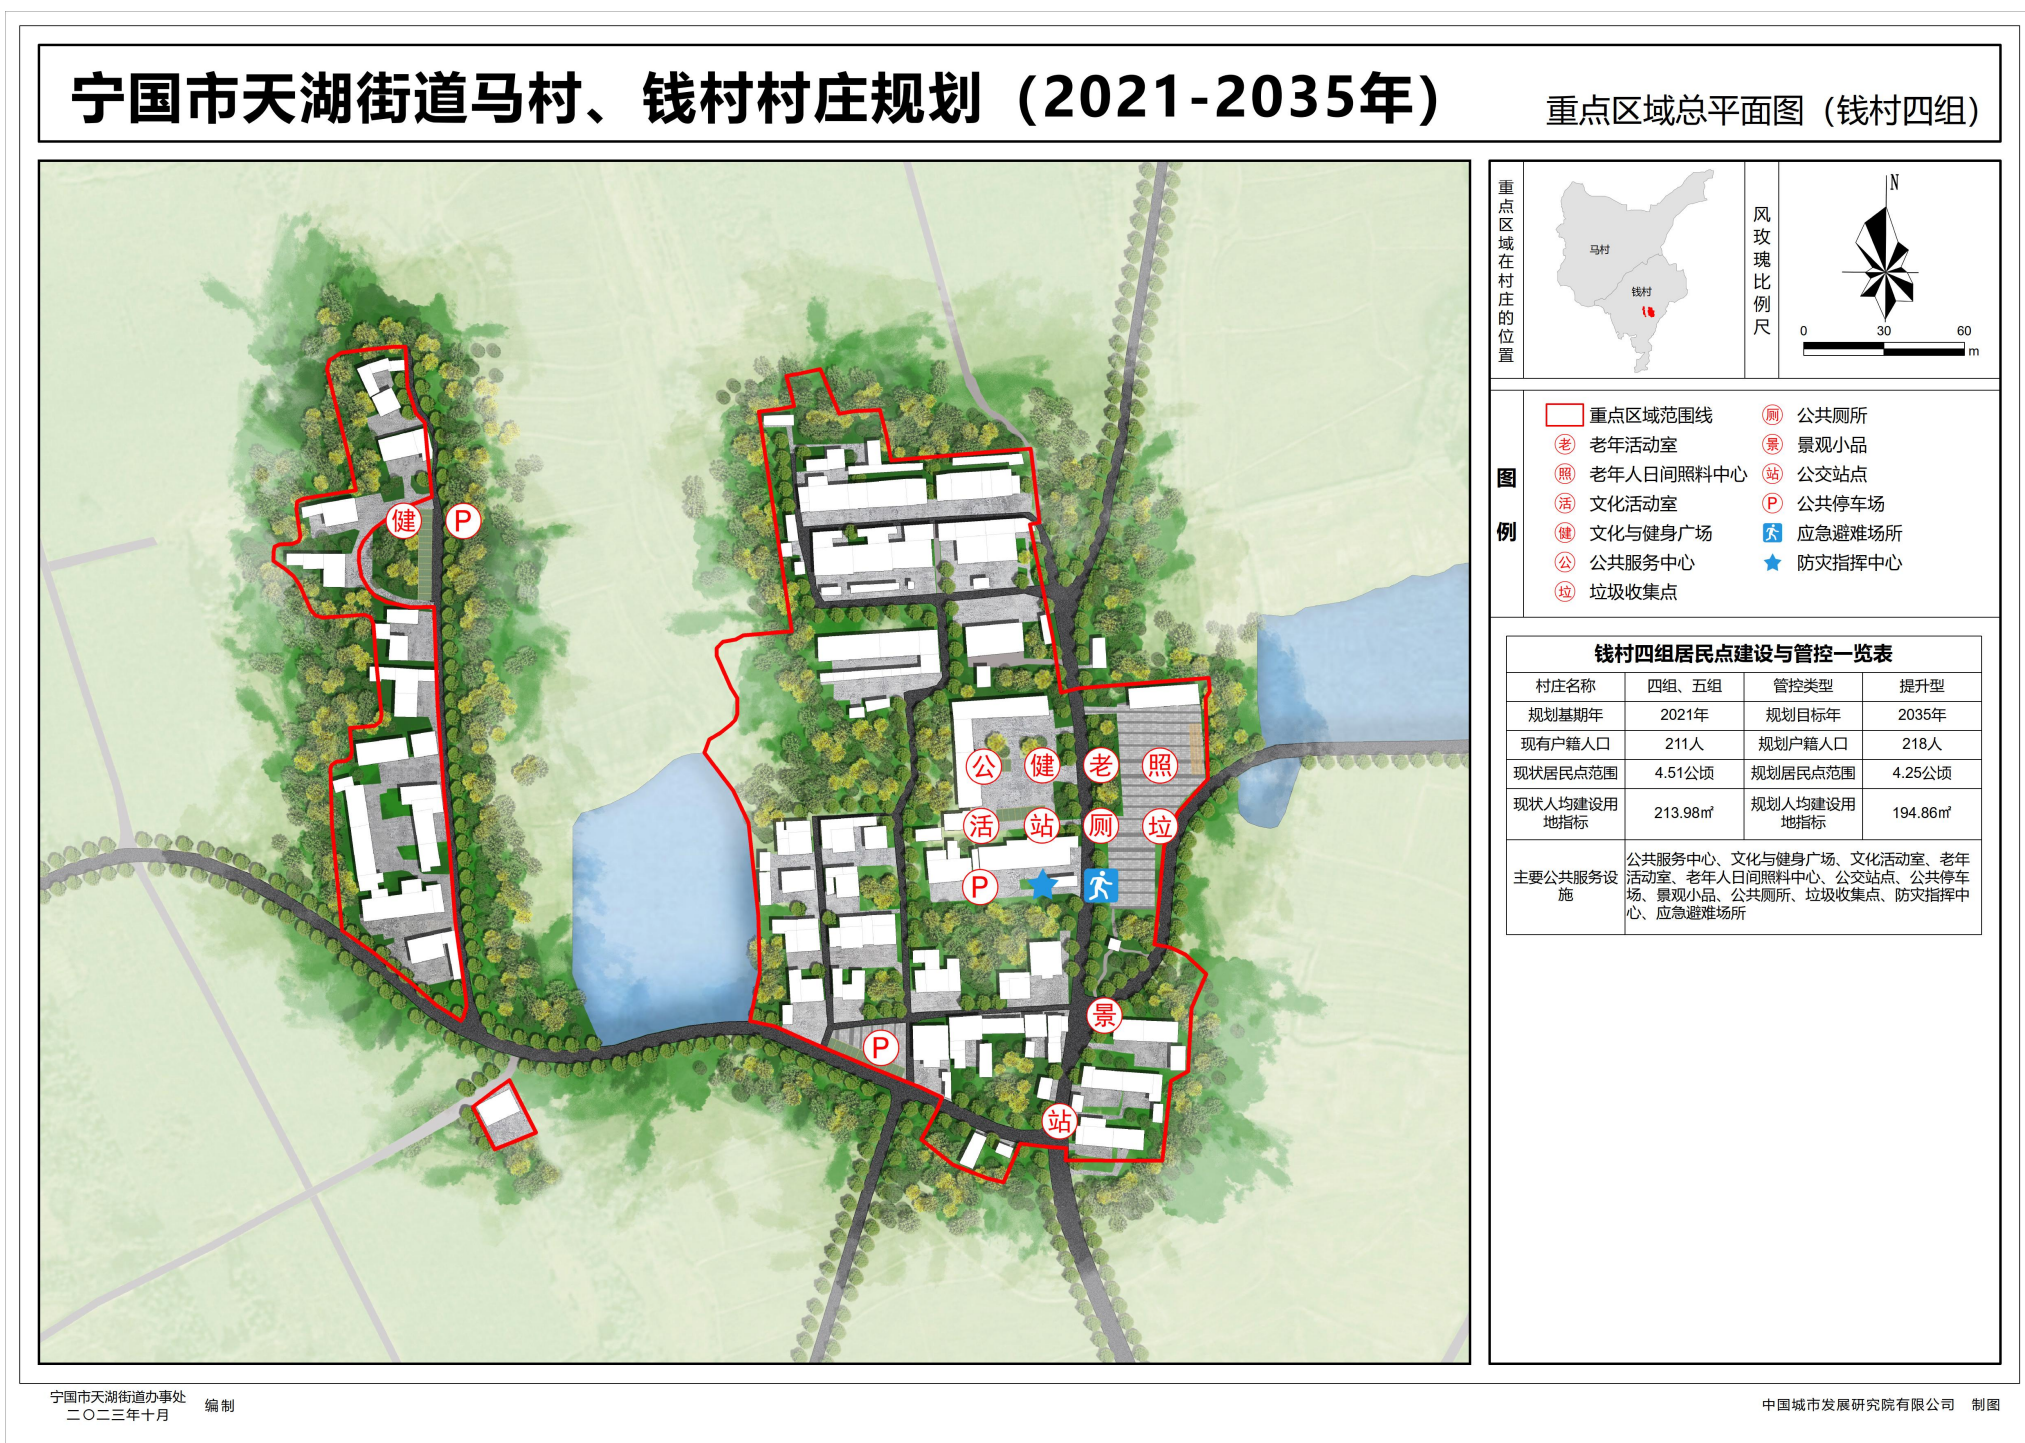 宁国市天湖街道马村、钱村村庄规划（2021-2035年）
重点区域总平面图（钱村四组）
健
P
公
健
老
照
活
站
厕
垃
P
景
P
站
重点区域在村庄的位置
马村
钱村
风玫瑰比例尺
N
0 30 60
m
图例
重点区域范围线
厕 公共厕所
老 老年活动室
景 景观小品
照 老年人日间照料中心
站 公交站点
活 文化活动室
P 公共停车场
健 文化与健身广场
应急避难场所
公 公共服务中心
防灾指挥中心
垃 垃圾收集点
钱村四组居民点建设与管控一览表
村庄名称 四组、五组 管控类型 提升型
规划基期年 2021年 规划目标年 2035年
现有户籍人口 211人 规划户籍人口 218人
现状居民点范围 4.51公顷 规划居民点范围 4.25公顷
现状人均建设用地指标 213.98㎡ 规划人均建设用地指标 194.86㎡
主要公共服务设施
公共服务中心、文化与健身广场、文化活动室、老年
活动室、老年人日间照料中心、公交站点、公共停车
场、景观小品、公共厕所、垃圾收集点、防灾指挥中
心、应急避难场所
宁国市天湖街道办事处
二〇二三年十月
编制
中国城市发展研究院有限公司 制图